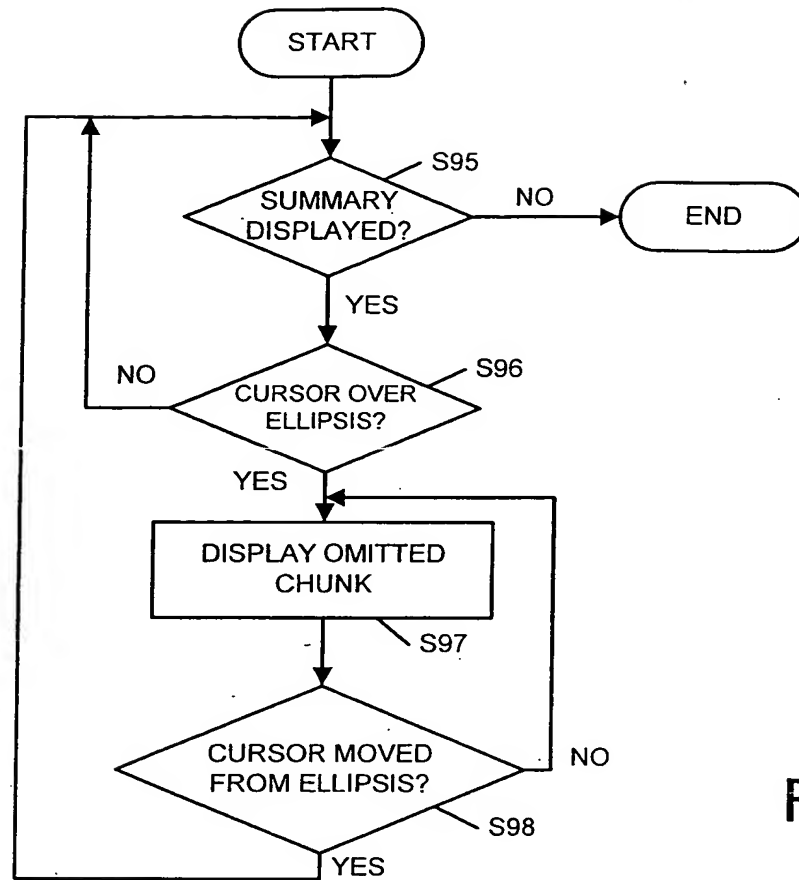 START
S95
SUMMARY
DISPLAYED?
NO
END
YES
S96
NO
CURSOR OVER
ELLIPSIS?
YES
DISPLAY OMITTED
CHUNK
S97
CURSOR MOVED
FROM ELLIPSIS?
NO
S98
YES